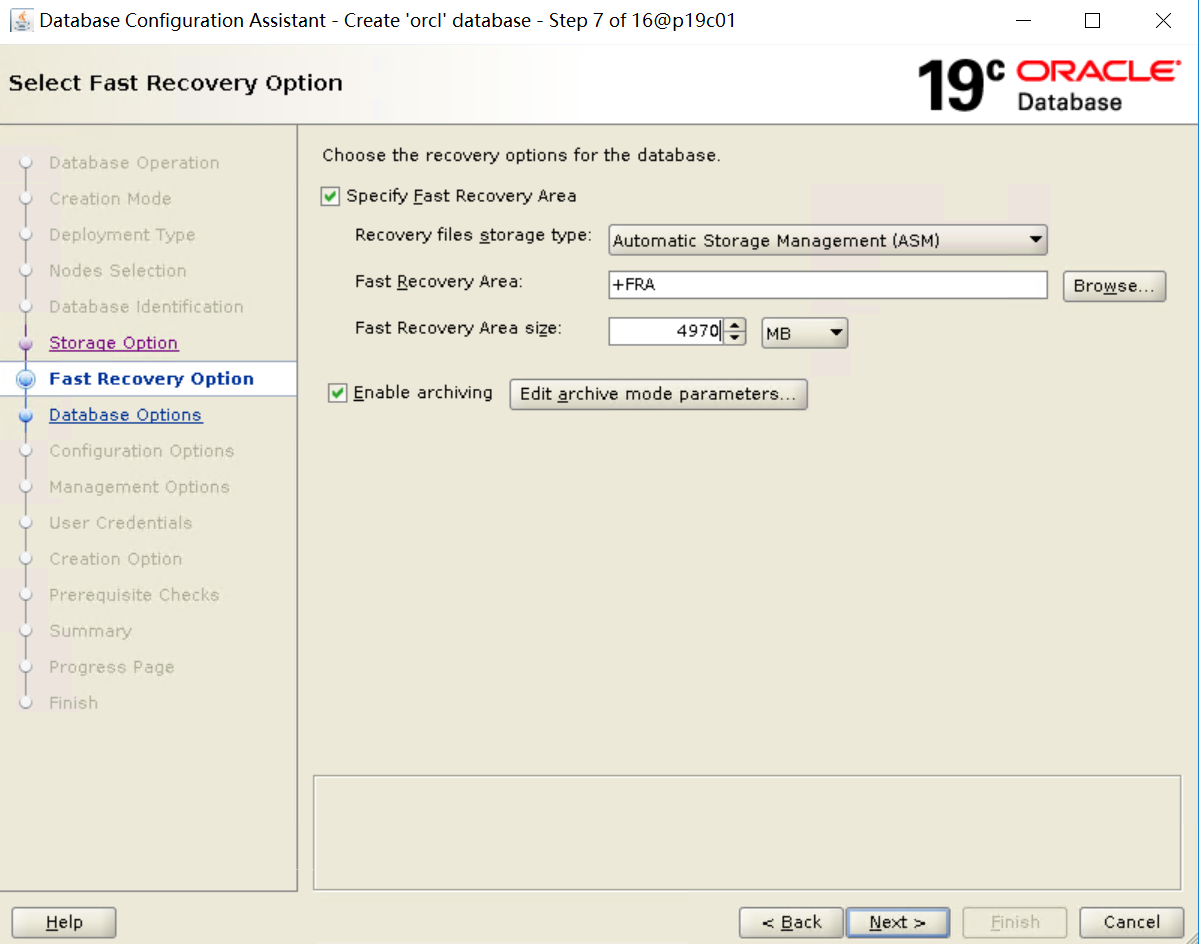 Database Configuration Assistant - Create 'orcl' database - Step 7 of 16@p19c01
Select Fast Recovery Option
19c ORACLE
Database
Database Operation
Creation Mode
Deployment Type
Nodes Selection
Database Identification
Storage Option
Fast Recovery Option
Database Options
Configuration Options
Management Options
User Credentials
Creation Option
Prerequisite Checks
Summary
Progress Page
Finish
Choose the recovery options for the database.
Specify Fast Recovery Area
Recovery files storage type: Automatic Storage Management (ASM)
Fast Recovery Area: +FRA Browse...
Fast Recovery Area size: 4970 MB
Enable archiving Edit archive mode parameters...
Help < Back Next > Finish Cancel